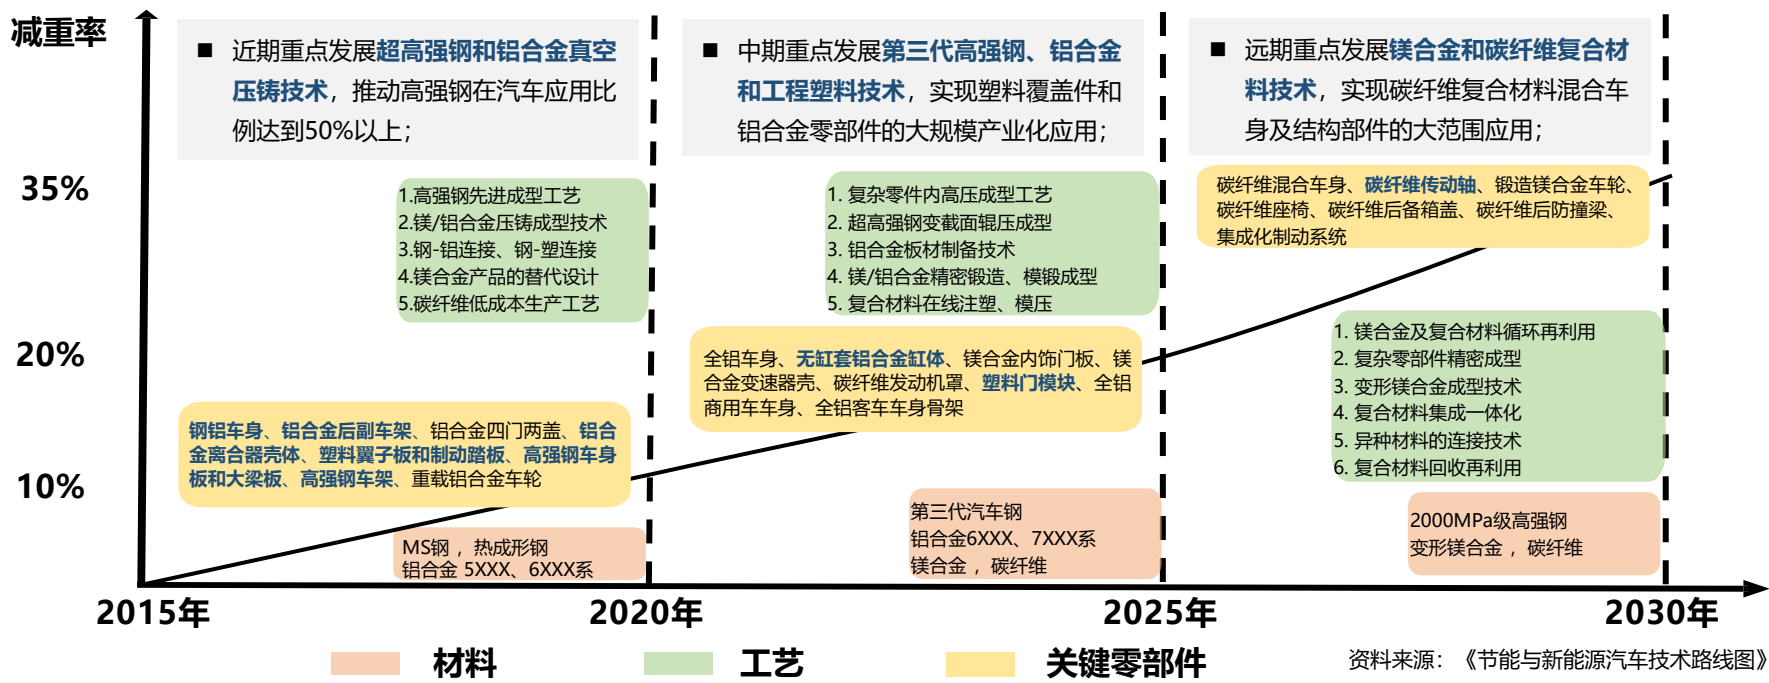 减重率
■ 近期重点发展超高强钢和铝合金真空
压铸技术，推动高强钢在汽车应用比
例达到50%以上；
■ 中期重点发展第三代高强钢、铝合金
和工程塑料技术，实现塑料覆盖件和
铝合金零部件的大规模产业化应用；
■ 远期重点发展镁合金和碳纤维复合材
料技术，实现碳纤维复合材料混合车
身及结构部件的大范围应用；
35%
20%
10%
1.高强钢先进成型工艺
2.镁/铝合金压铸成型技术
3.钢-铝连接、钢-塑连接
4.镁合金产品的替代设计
5.碳纤维低成本生产工艺
钢铝车身、铝合金后副车架、铝合金四门两盖、铝合
金离合器壳体、塑料翼子板和制动踏板、高强钢车身
板和大梁板、高强钢车架、重载铝合金车轮
MS钢 ，热成形钢
铝合金 5XXX、6XXX系
1. 复杂零件内高压成型工艺
2. 超高强钢变截面辊压成型
3. 铝合金板材制备技术
4. 镁/铝合金精密锻造、模锻成型
5. 复合材料在线注塑、模压
全铝车身、无缸套铝合金缸体、镁合金内饰门板、镁
合金变速器壳、碳纤维发动机罩、塑料门模块、全铝
商用车车身、全铝客车车身骨架
第三代汽车钢
铝合金6XXX、7XXX系
镁合金 ，碳纤维
碳纤维混合车身、碳纤维传动轴、锻造镁合金车轮、
碳纤维座椅、碳纤维后备箱盖、碳纤维后防撞梁、
集成化制动系统
1. 镁合金及复合材料循环再利用
2. 复杂零部件精密成型
3. 变形镁合金成型技术
4. 复合材料集成一体化
5. 异种材料的连接技术
6. 复合材料回收再利用
2000MPa级高强钢
变形镁合金 ，碳纤维
2015年
2020年
2025年
2030年
材料
工艺
关键零部件
资料来源：《节能与新能源汽车技术路线图》